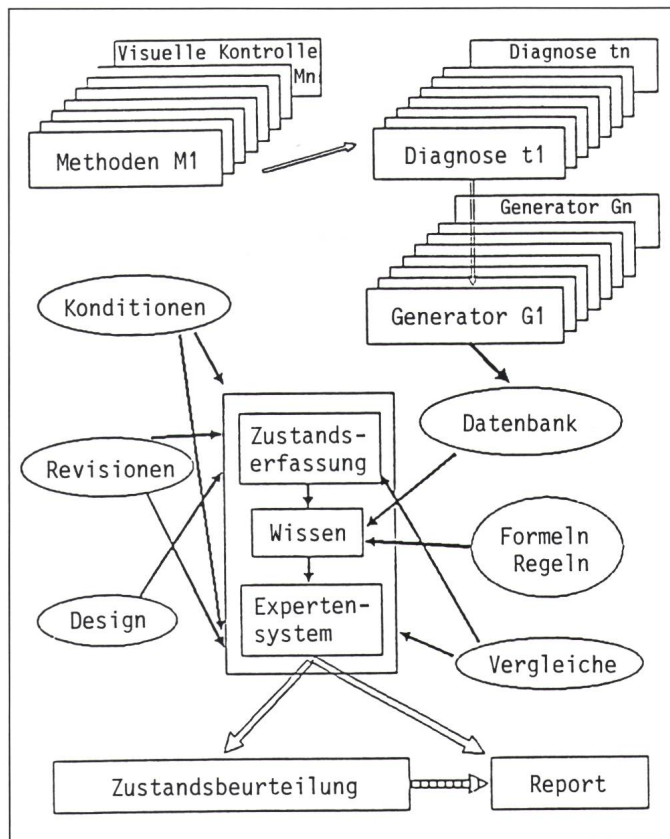 Visuelle Kontrolle
Mn
Methoden M1
Diagnose tn
Diagnose t1
Generator Gn
Generator G1
Konditionen
Datenbank
Zustands-
erfassung
Revisionen
Wissen
Formeln
Regeln
Experten-
system
Design
Vergleiche
Zustandsbeurteilung
Report